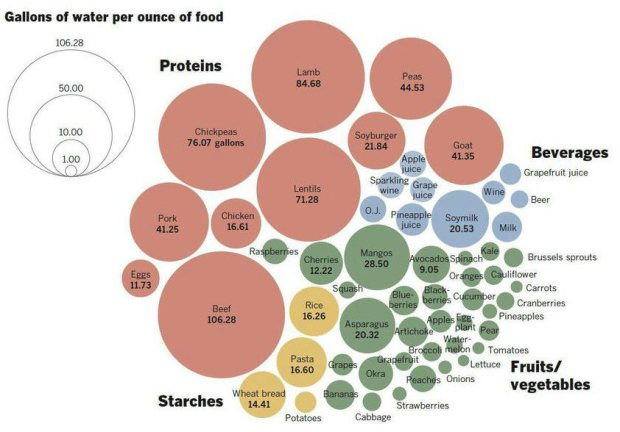 Gallons of water per ounce of food
106.28
50.00
10.00
1.00
Proteins
Lamb
84.68
Peas
44.53
Chickpeas
76.07 gallons
Soyburger
21.84
Goat
41.35
Beverages
Apple
juice
Grapefruit juice
Sparkling
wine
Grape
juice
Wine
Beer
Lentils
71.28
O.J.
Pineapple
juice
Soymilk
20.53
Milk
Pork
41.25
Chicken
16.61
Raspberries
Cherries
12.22
Mangos
28.50
Avocados
9.05
Spinach
Kale
Brussels sprouts
Eggs
11.73
Squash
Oranges
Cauliflower
Carrots
Beef
106.28
Rice
16.26
Blue-
berries
Black-
berries
Cucumber
Cranberries
Asparagus
20.32
Artichoke
Apples
Egg-
plant
Pear
Pineapples
Pasta
16.60
Grapes
Grapefruit
Broccoli
Water-
melon
Tomatoes
Okra
Peaches
Onions
Lettuce
Fruits/
vegetables
Starches
Wheat bread
14.41
Potatoes
Bananas
Cabbage
Strawberries